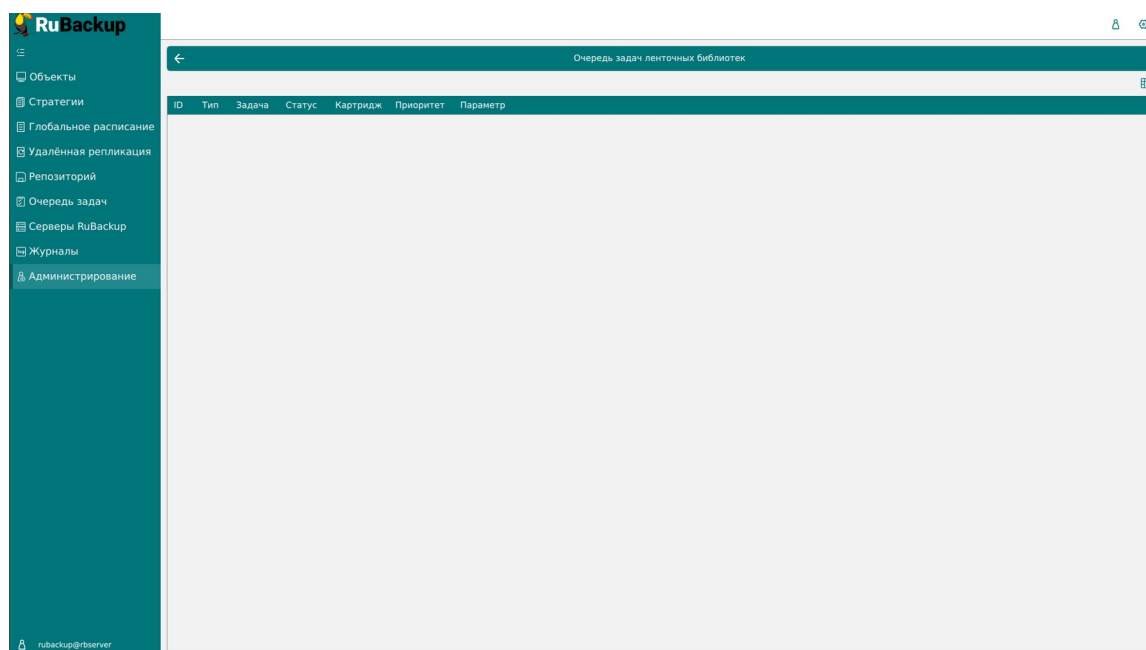 RuBackup
Очередь задач ленточных библиотек
Объекты
Стратегии
Глобальное расписание
Удалённая репликация
Репозиторий
Очередь задач
Серверы RuBackup
Журналы
Администрирование
ID Тип Задача Статус Картридж Приоритет Параметр
rubackup@rbserver